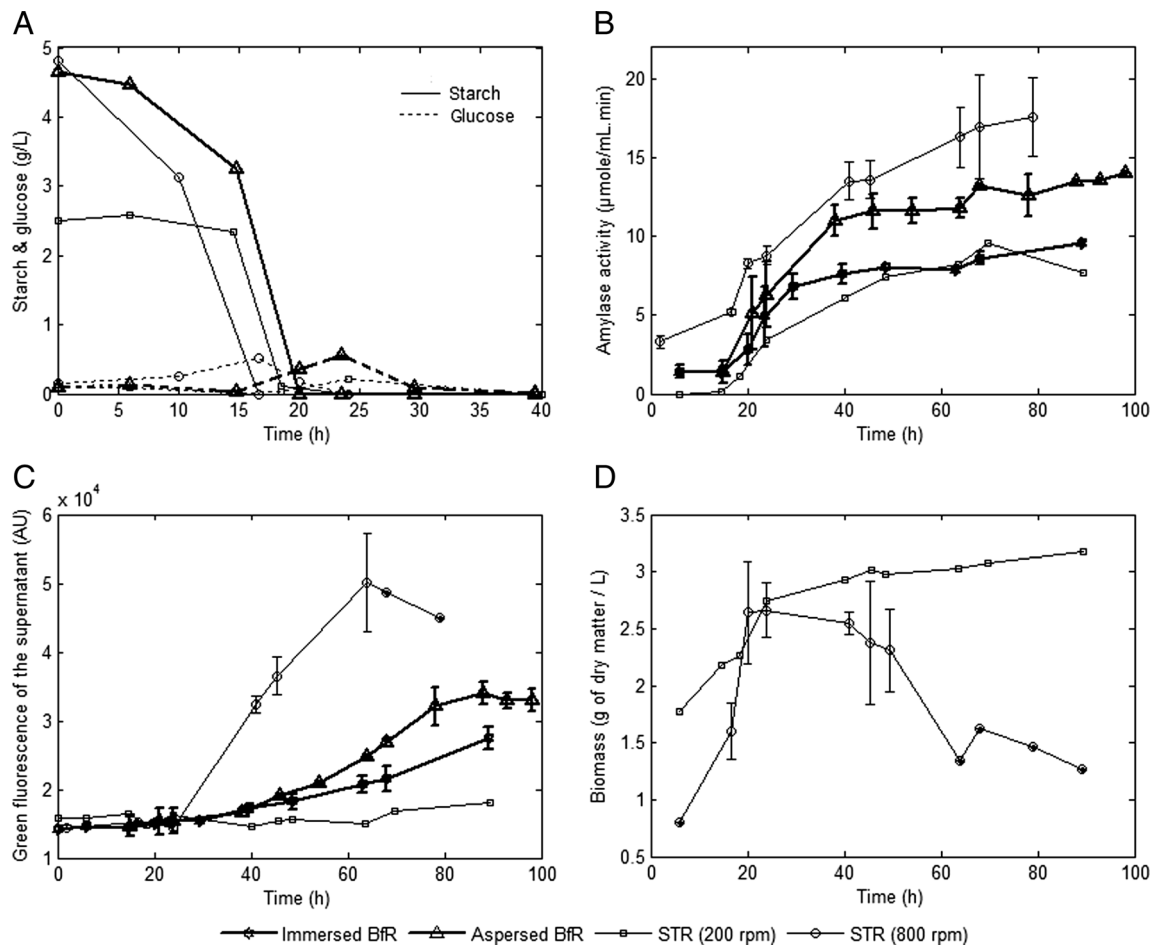 A
Starch & glucose (g/L)
5
4
3
2
1
0
0 5 10 15 20 25 30 35 40
Time (h)
Starch
Glucose
B
Amylase activity (µmole/mL.min)
20
15
10
5
0
0 20 40 60 80 100
Time (h)
C
x 10^4
Green fluorescence of the supernatant (AU)
6
5
4
3
2
1
0 20 40 60 80 100
Time (h)
D
Biomass (g of dry matter / L)
3.5
3
2.5
2
1.5
1
0.5
0 20 40 60 80 100
Time (h)
Immersed BfR Aspersed BfR STR (200 rpm) STR (800 rpm)